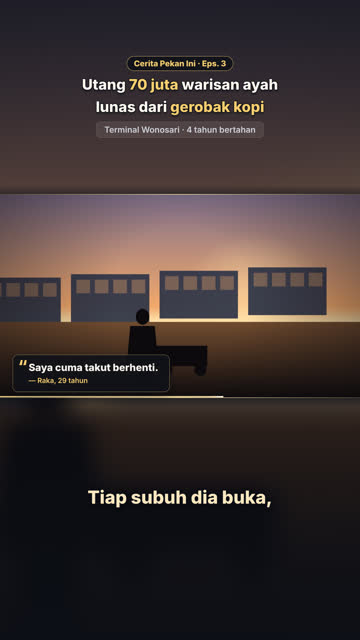 Cerita Pekan Ini · Eps. 3
Utang 70 juta warisan ayah
lunas dari gerobak kopi
Terminal Wonosari · 4 tahun bertahan
“Saya cuma takut berhenti.
— Raka, 29 tahun
Tiap subuh dia buka,